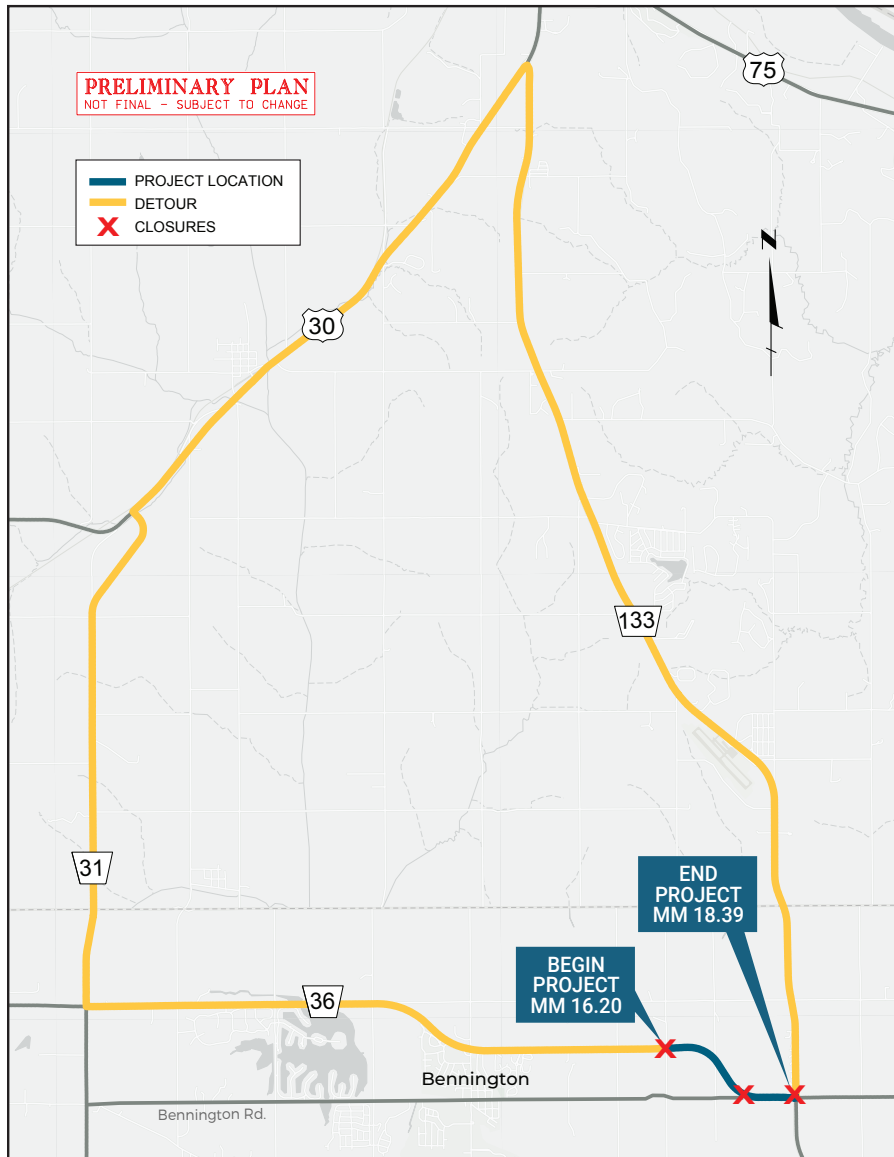 PRELIMINARY PLAN
NOT FINAL - SUBJECT TO CHANGE
75
PROJECT LOCATION
DETOUR
X CLOSURES
N
30
133
31
END
PROJECT
MM 18.39
BEGIN
PROJECT
MM 16.20
36
Bennington
Bennington Rd.